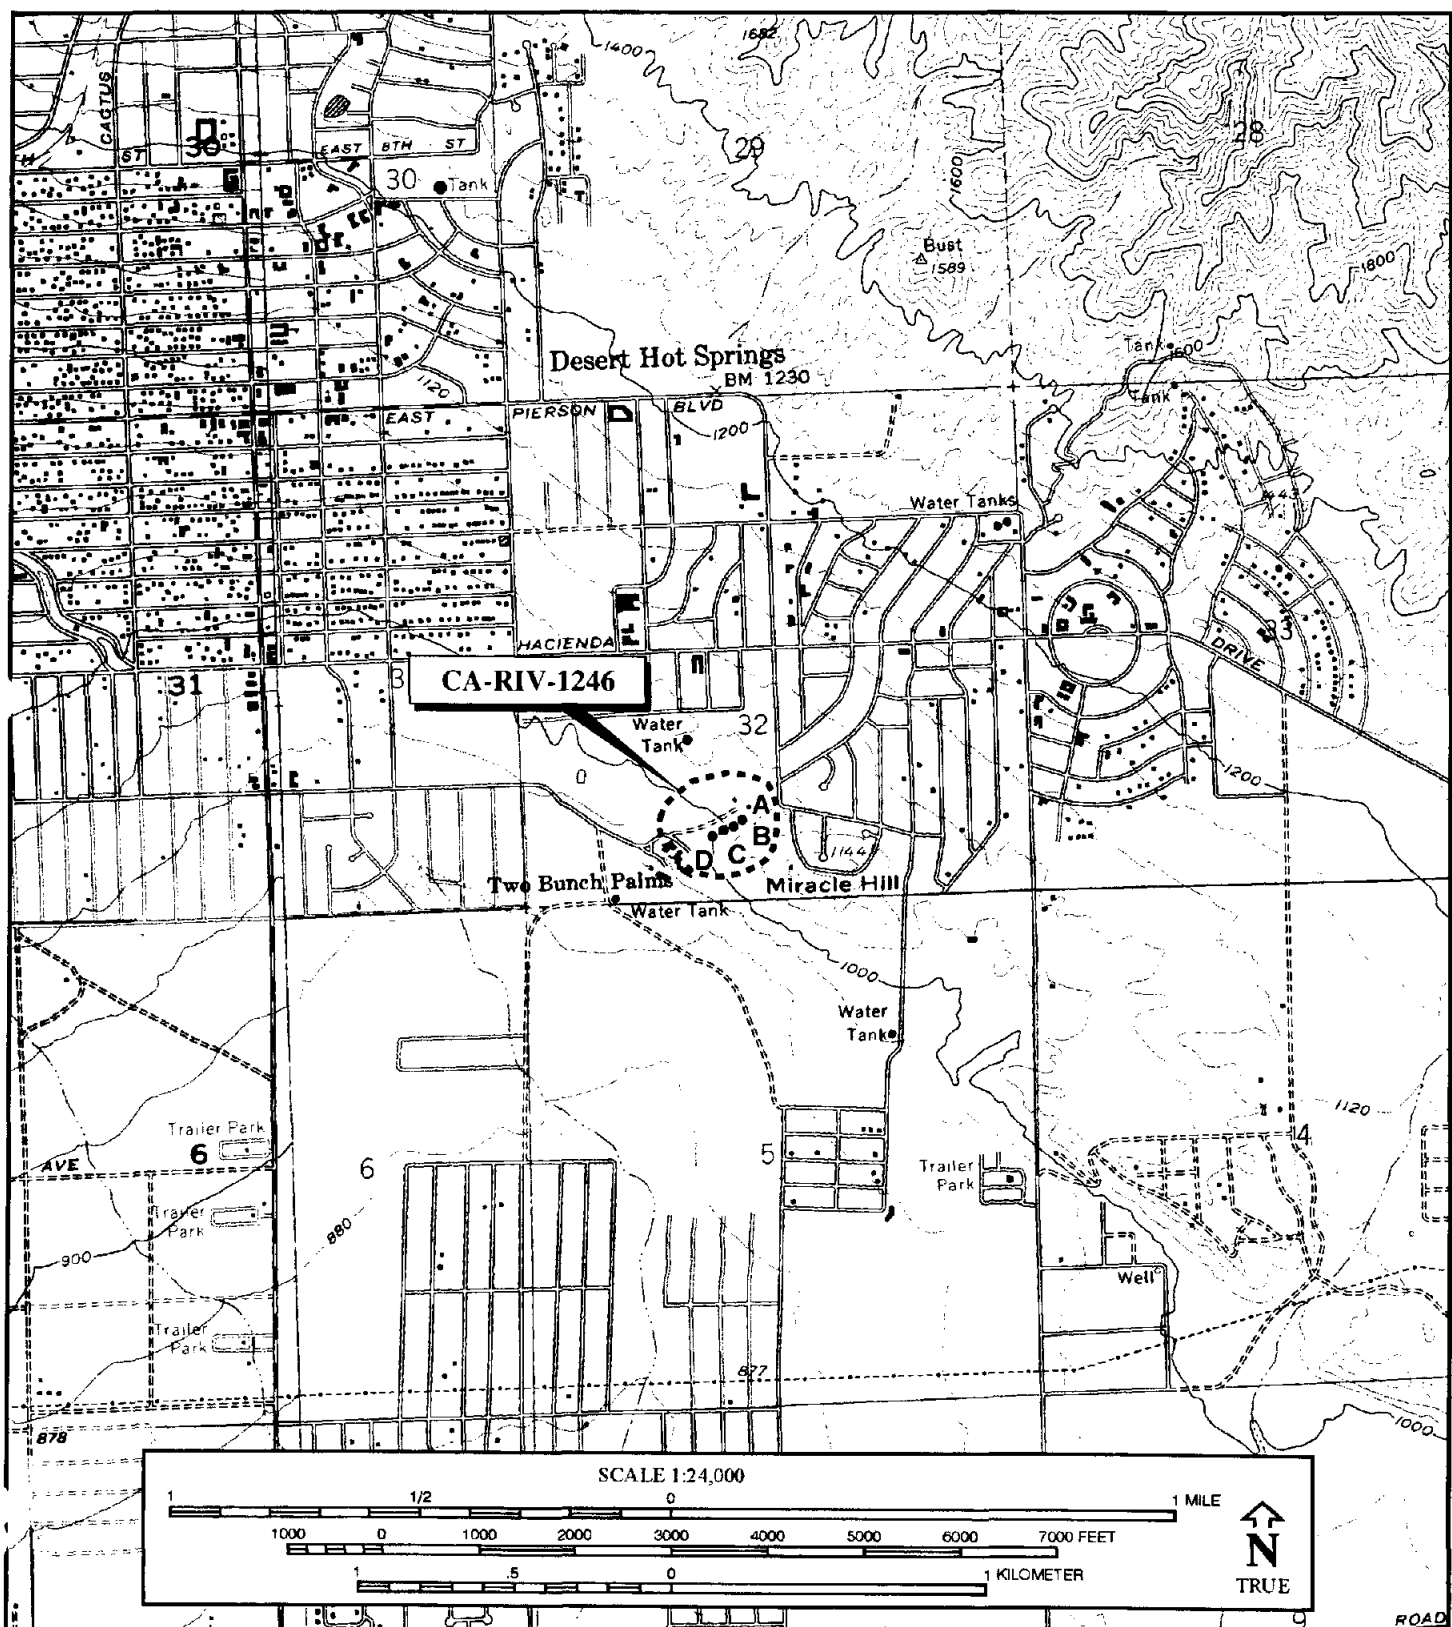 1682
1400
CACTUS
28
30
ST
EAST 8TH ST
29
30
Tank
1600
Bust
1589
1800
Desert Hot Springs
BM 1230
Tank
1600
Tank
1120
EAST
PIERSON
BLVD
1200
1443
Water Tanks
HACIENDA
33
DRIVE
31
3
CA-RIV-1246
Water
Tank
32
0
1200
A
B
C
D
1144
Two Bunch Palms
Miracle Hill
Water Tank
1000
Water
Tank
1120
Trailer Park
6
6
5
4
AVE
Trailer
Park
Trailer
Park
880
900
Well
Trailer
Park
877
1000
878
SCALE 1:24,000
1 1/2 0 1 MILE
1000 0 1000 2000 3000 4000 5000 6000 7000 FEET
1 .5 0 1 KILOMETER
N
TRUE
9
ROAD